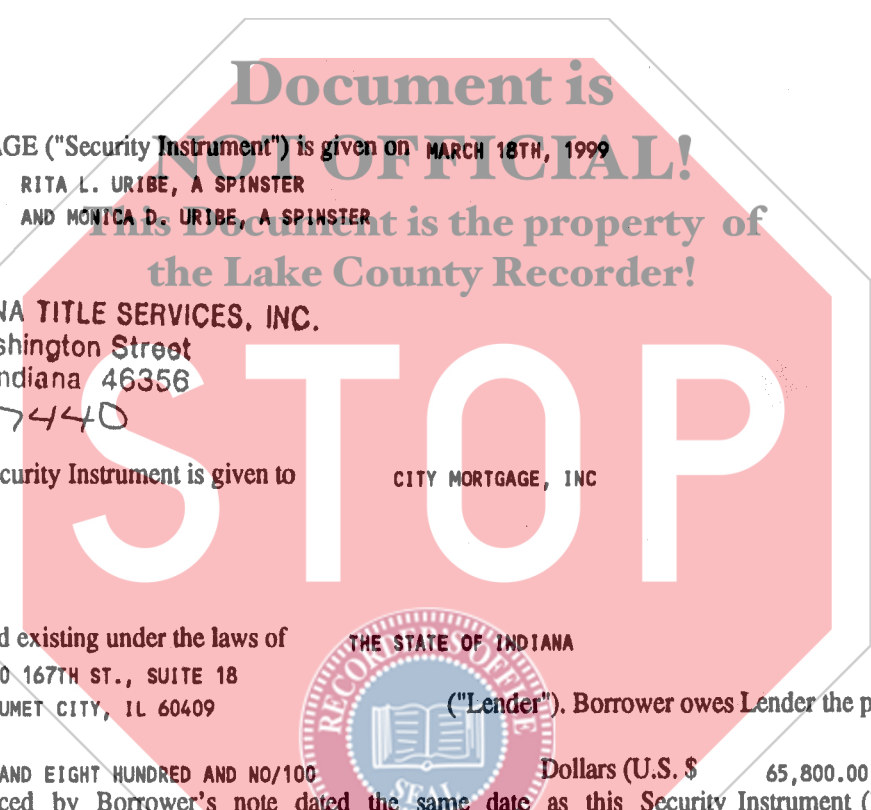 Document is
NOT OFFICIAL!
This Document is the property of
the Lake County Recorder!
STOP
AGE ("Security Instrument") is given on MARCH 18TH, 1999
RITA L. URIBE, A SPINSTER
AND MONICA D. URIBE, A SPINSTER
NA TITLE SERVICES, INC.
shington Street
ndiana 46356
7440
curity Instrument is given to CITY MORTGAGE, INC
d existing under the laws of THE STATE OF INDIANA
0 167TH ST., SUITE 18
UMET CITY, IL 60409 ("Lender"). Borrower owes Lender the p
AND EIGHT HUNDRED AND NO/100 Dollars (U.S. $ 65,800.00
ced by Borrower's note dated the same date as this Security Instrument (
RECORDER'S OFFICE
SEAL